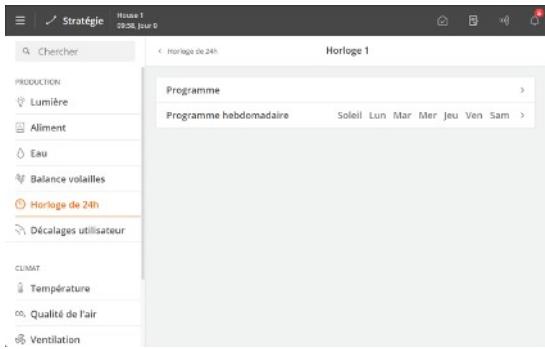 Stratégie
House 1
09:58, Jour 0
Chercher
< Horloge de 24h
Horloge 1
PRODUCTION
Lumière
Aliment
Eau
Balance volailles
Horloge de 24h
Décalages utilisateur
CLIMAT
Température
CO₂ Qualité de l'air
Ventilation
Programme >
Programme hebdomadaire Soleil Lun Mar Mer Jeu Ven Sam >